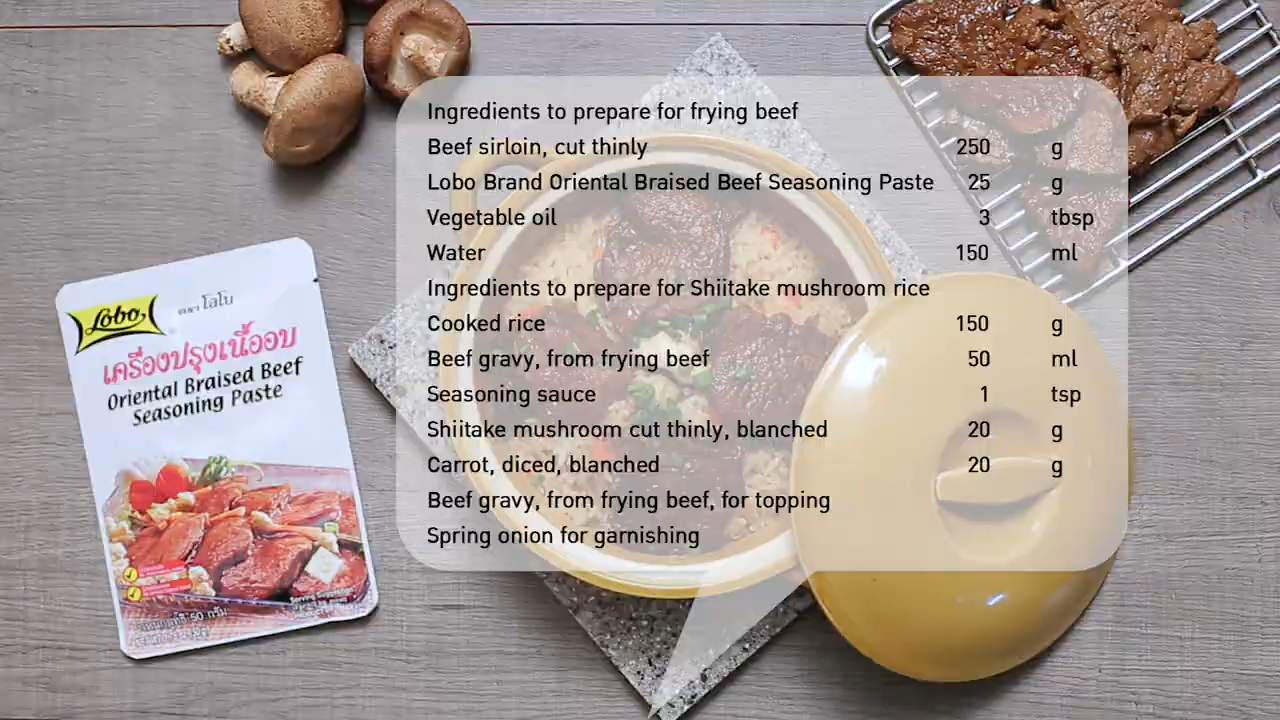 Ingredients to prepare for frying beef
Beef sirloin, cut thinly 250 g
Lobo Brand Oriental Braised Beef Seasoning Paste 25 g
Vegetable oil 3 tbsp
Water 150 ml
Ingredients to prepare for Shiitake mushroom rice
Cooked rice 150 g
Beef gravy, from frying beef 50 ml
Seasoning sauce 1 tsp
Shiitake mushroom cut thinly, blanched 20 g
Carrot, diced, blanched 20 g
Beef gravy, from frying beef, for topping
Spring onion for garnishing
Lobo ตรา โลโบ
เครื่องปรุงเนื้ออบ
Oriental Braised Beef
Seasoning Paste
50 กรัม